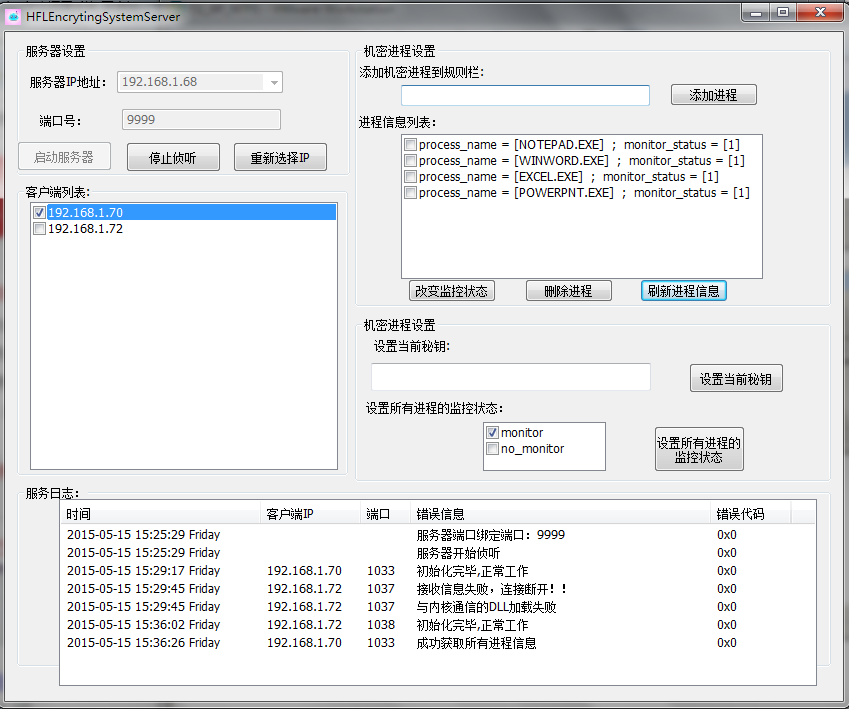 HFLEncrytingSystemServer
服务器设置
服务器IP地址：
192.168.1.68
端口号：
9999
启动服务器
停止侦听
重新选择IP
客户端列表：
192.168.1.70
192.168.1.72
机密进程设置
添加机密进程到规则栏：
添加进程
进程信息列表：
process_name = [NOTEPAD.EXE] ; monitor_status = [1]
process_name = [WINWORD.EXE] ; monitor_status = [1]
process_name = [EXCEL.EXE] ; monitor_status = [1]
process_name = [POWERPNT.EXE] ; monitor_status = [1]
改变监控状态
删除进程
刷新进程信息
机密进程设置
设置当前秘钥：
设置当前秘钥
设置所有进程的监控状态：
monitor
no_monitor
设置所有进程的
监控状态
服务日志：
时间 客户端IP 端口 错误信息 错误代码
2015-05-15 15:25:29 Friday 服务器端口绑定端口：9999 0x0
2015-05-15 15:25:29 Friday 服务器开始侦听 0x0
2015-05-15 15:29:17 Friday 192.168.1.70 1033 初始化完毕,正常工作 0x0
2015-05-15 15:29:45 Friday 192.168.1.72 1037 接收信息失败，连接断开！！ 0x0
2015-05-15 15:29:45 Friday 192.168.1.72 1037 与内核通信的DLL加载失败 0x0
2015-05-15 15:36:02 Friday 192.168.1.72 1038 初始化完毕,正常工作 0x0
2015-05-15 15:36:26 Friday 192.168.1.70 1033 成功获取所有进程信息 0x0